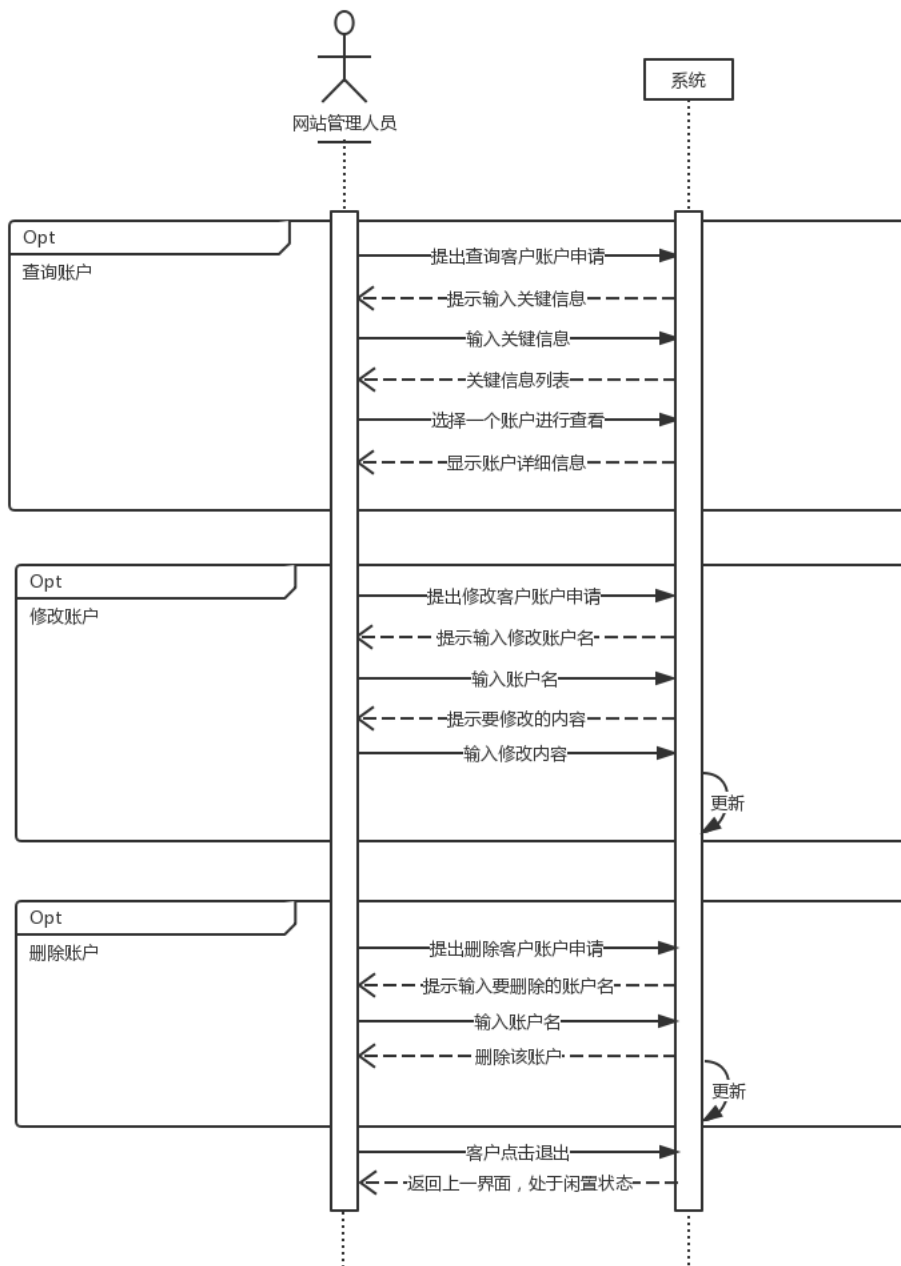 网站管理人员
系统
Opt
查询账户
提出查询客户账户申请
提示输入关键信息
输入关键信息
关键信息列表
选择一个账户进行查看
显示账户详细信息
Opt
修改账户
提出修改客户账户申请
提示输入修改账户名
输入账户名
提示要修改的内容
输入修改内容
更新
Opt
删除账户
提出删除客户账户申请
提示输入要删除的账户名
输入账户名
删除该账户
更新
客户点击退出
返回上一界面，处于闲置状态